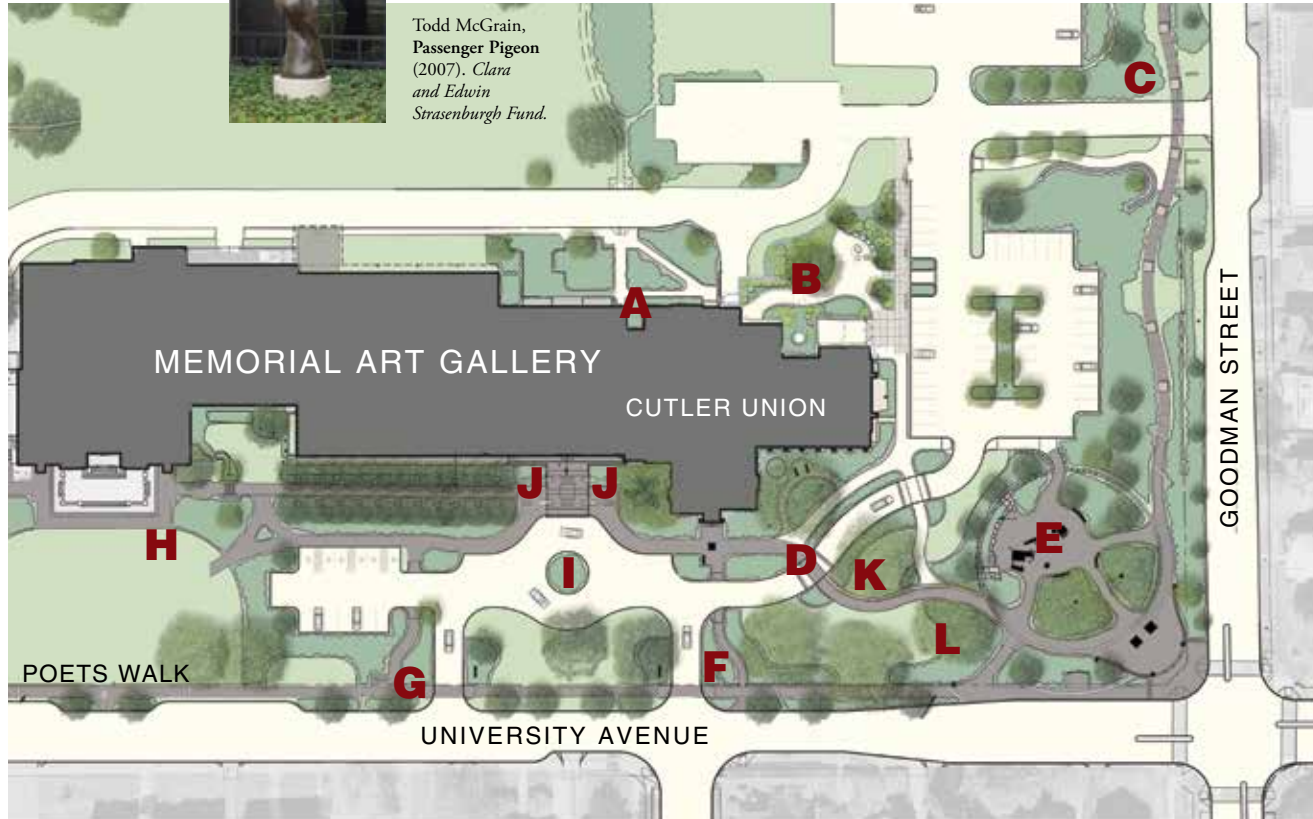 Todd McGrain,
Passenger Pigeon
(2007). Clara
and Edwin
Strasenburgh Fund.
C
B
A
MEMORIAL ART GALLERY
CUTLER UNION
GOODMAN STREET
J J
E
H
D
I
K
L
POETS WALK
G
F
UNIVERSITY AVENUE